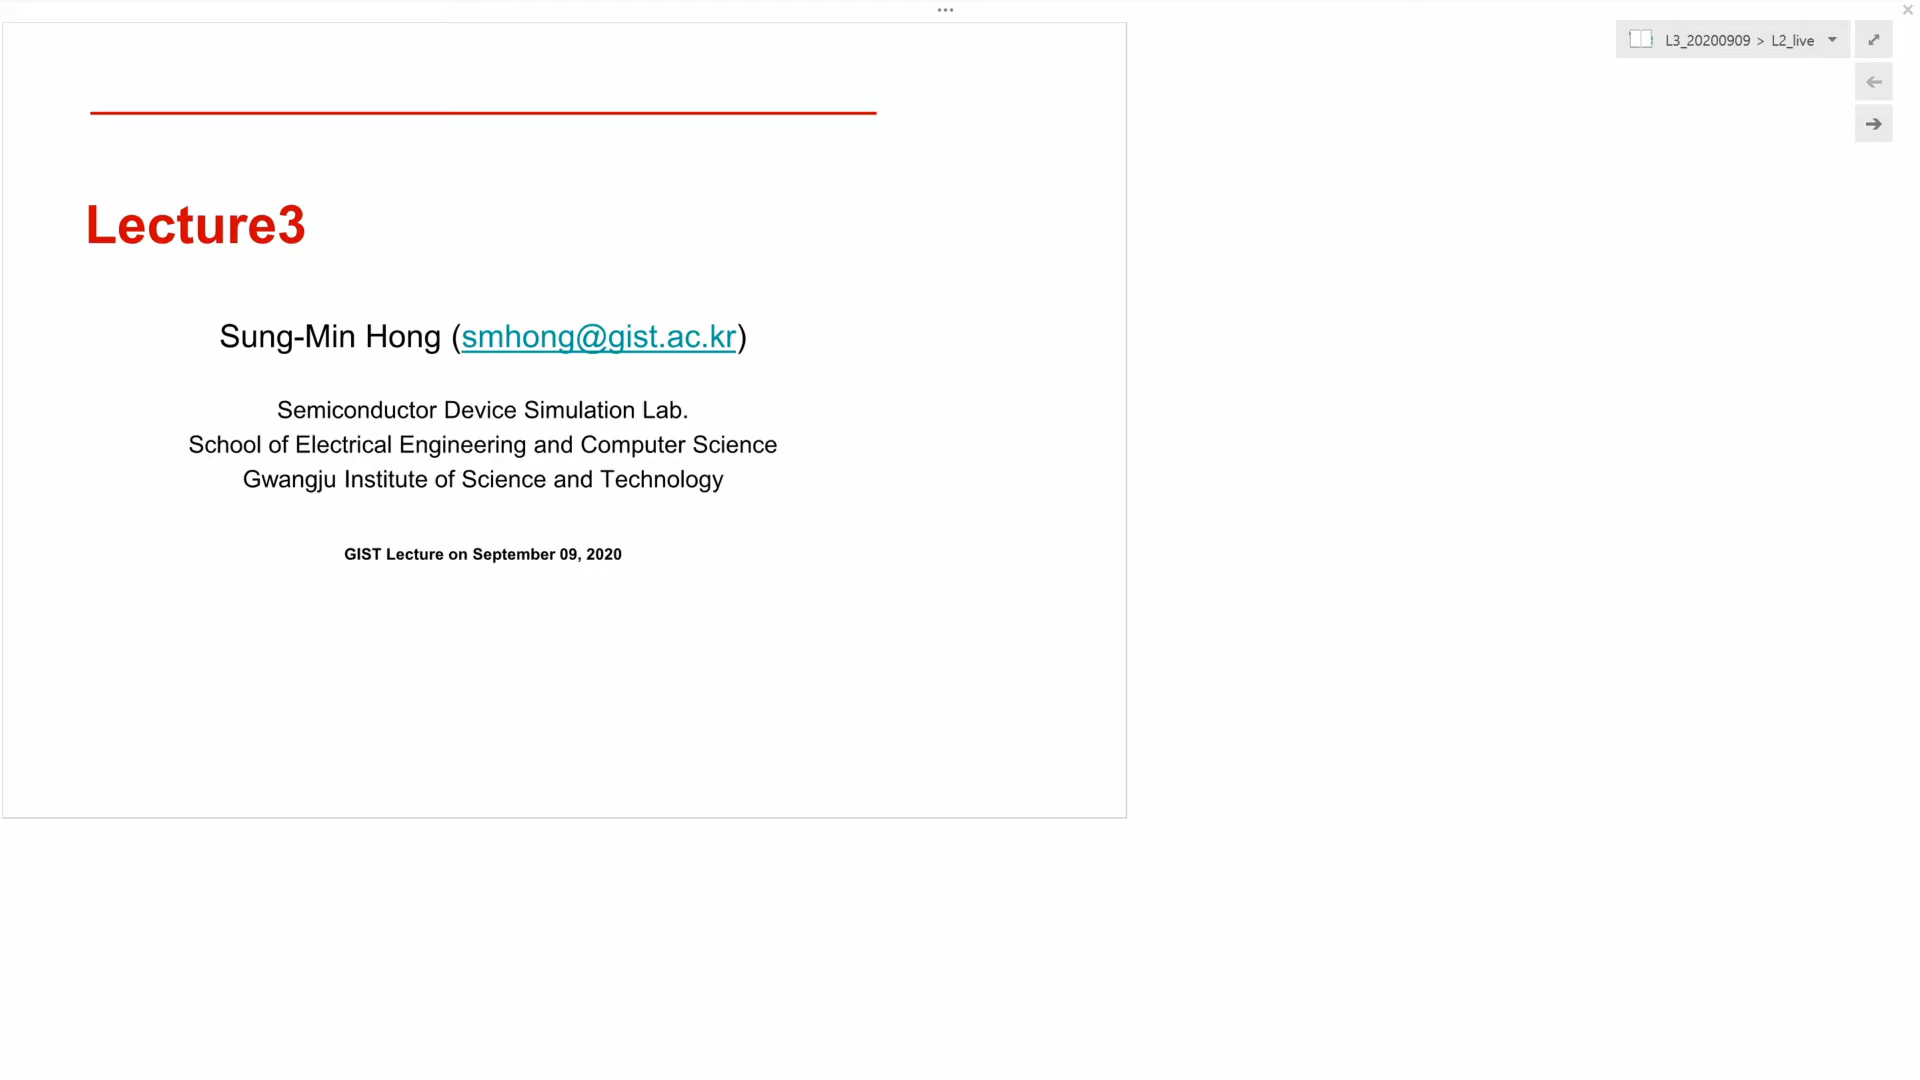 L3_20200909 > L2_live
Lecture3
Sung-Min Hong (smhong@gist.ac.kr)
Semiconductor Device Simulation Lab.
School of Electrical Engineering and Computer Science
Gwangju Institute of Science and Technology
GIST Lecture on September 09, 2020